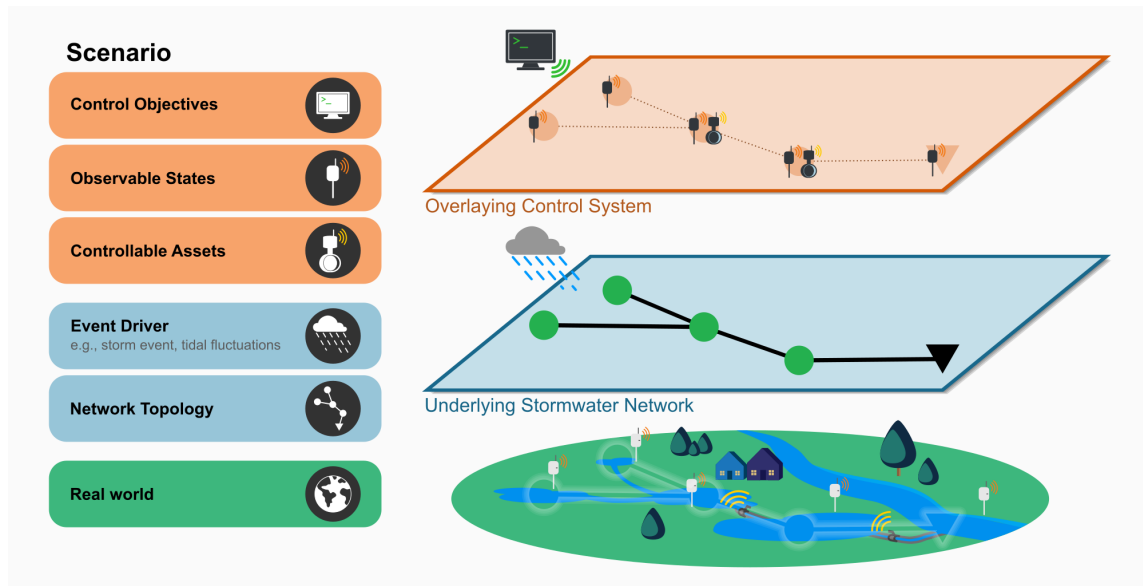 Scenario
Control Objectives
Observable States
Controllable Assets
Event Driver
e.g., storm event, tidal fluctuations
Network Topology
Real world
>_
>_
Overlaying Control System
Underlying Stormwater Network